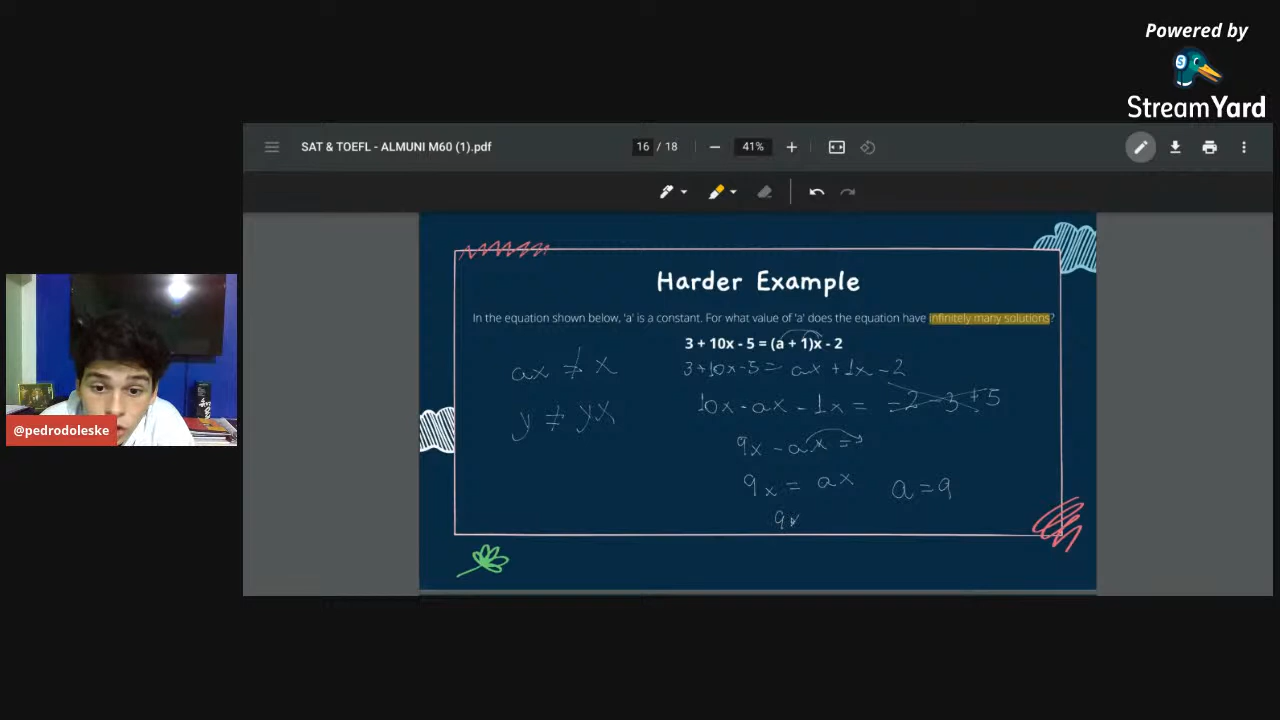 Powered by
StreamYard
SAT & TOEFL - ALMUNI M60 (1).pdf
16 / 18
41%
Harder Example
In the equation shown below, 'a' is a constant. For what value of 'a' does the equation have infinitely many solutions?
3 + 10x - 5 = (a + 1)x - 2
3+10x-5= ax +1x -2
ax ≠ x
10x - ax - 1x = -2 -3 +5
y ≠ yx
9x - ax =
9x = ax
a = 9
9x
@pedrodoleske